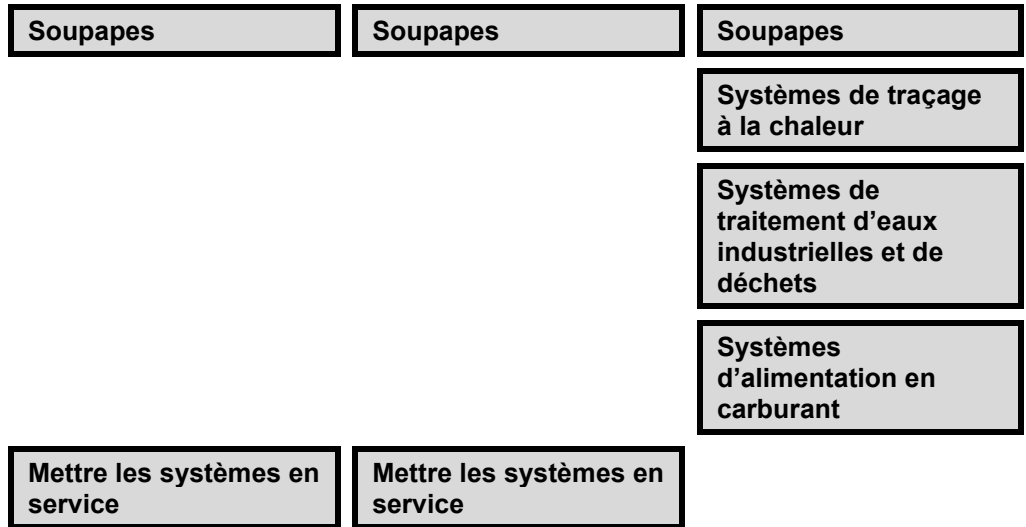 Soupapes
Soupapes
Soupapes
Systèmes de traçage
à la chaleur
Systèmes de
traitement d’eaux
industrielles et de
déchets
Systèmes
d’alimentation en
carburant
Mettre les systèmes en
service
Mettre les systèmes en
service